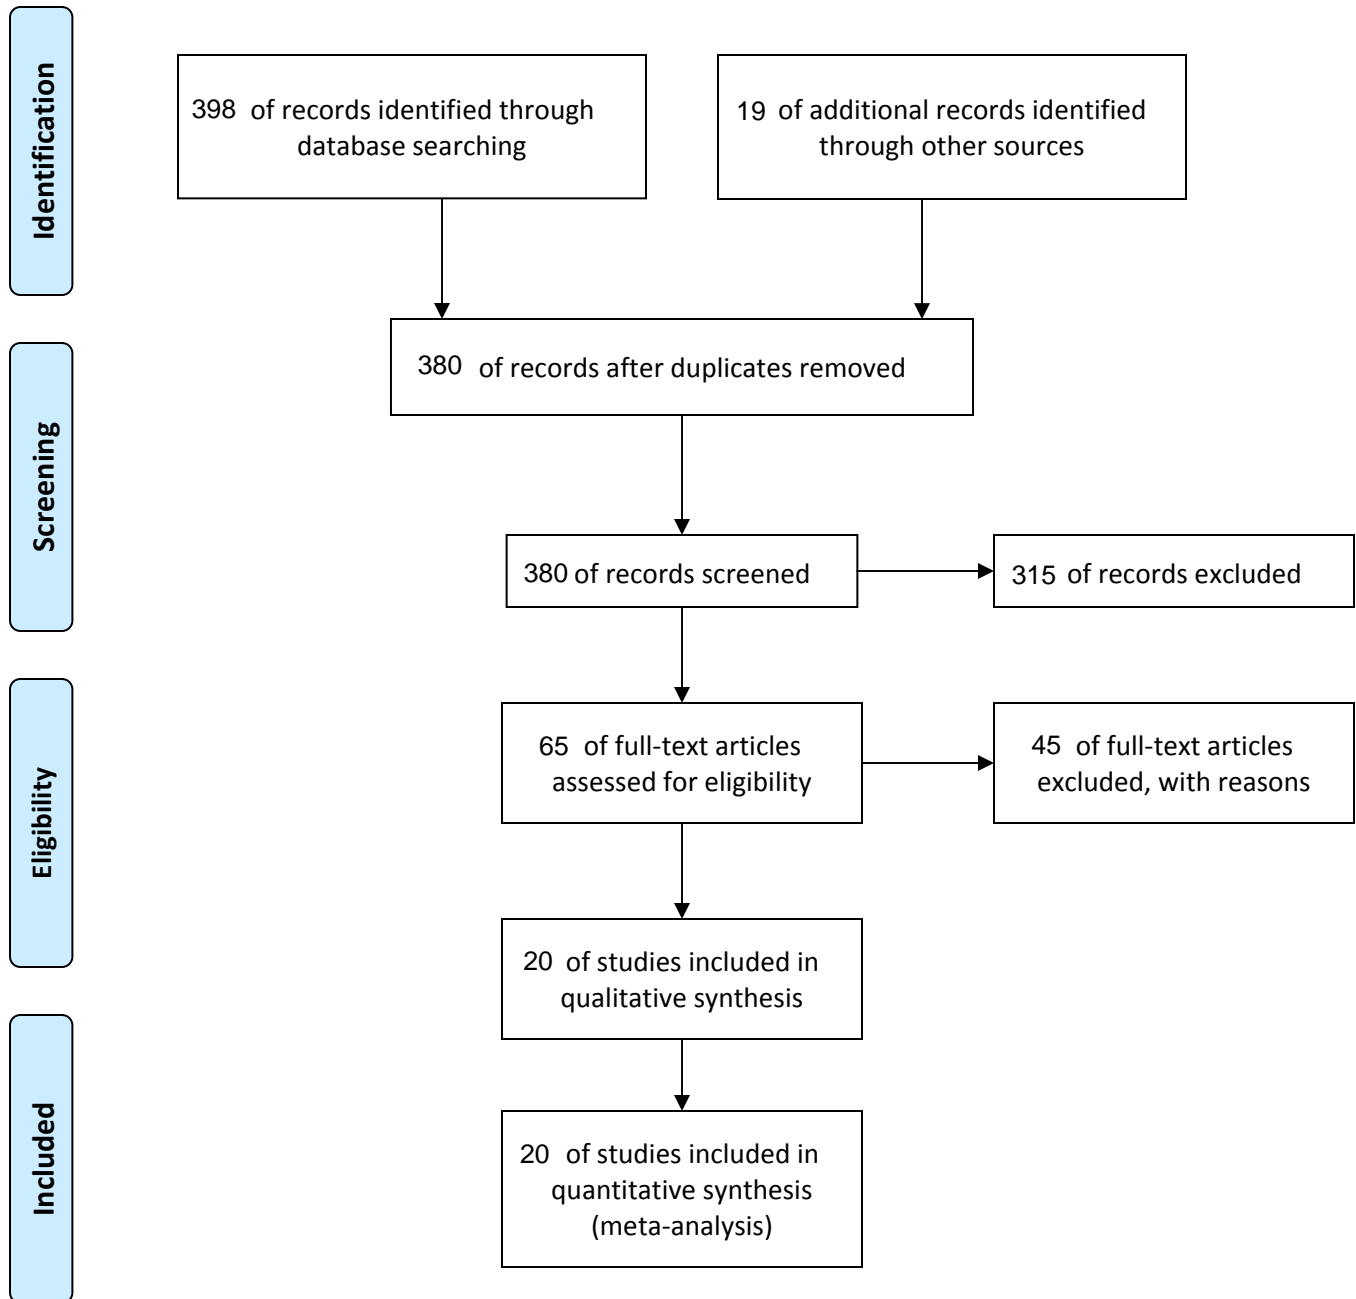 Identification
398 of records identified through
database searching
19 of additional records identified
through other sources
Screening
380 of records after duplicates removed
380 of records screened
315 of records excluded
Eligibility
65 of full-text articles
assessed for eligibility
45 of full-text articles
excluded, with reasons
20 of studies included in
qualitative synthesis
Included
20 of studies included in
quantitative synthesis
(meta-analysis)